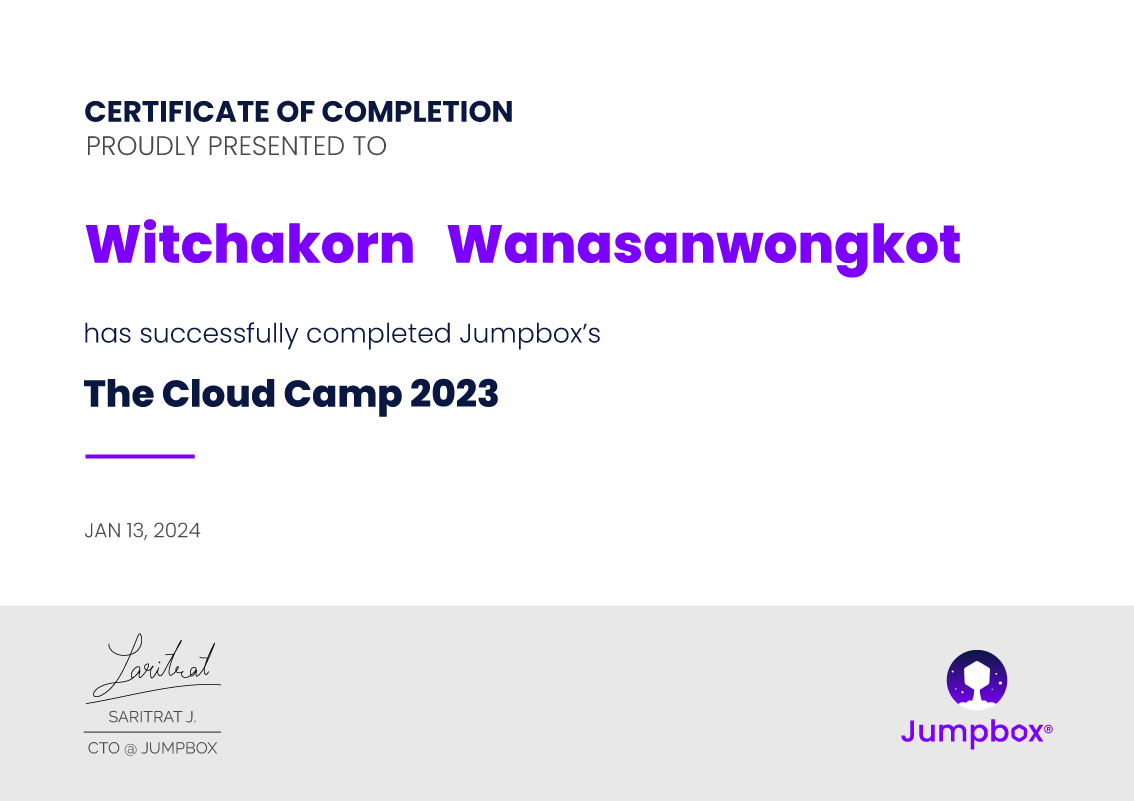 CERTIFICATE OF COMPLETION
PROUDLY PRESENTED TO
Witchakorn Wanasanwongkot
has successfully completed Jumpbox’s
The Cloud Camp 2023
JAN 13, 2024
Saritrat
SARITRAT J.
CTO @ JUMPBOX
Jumpbox®